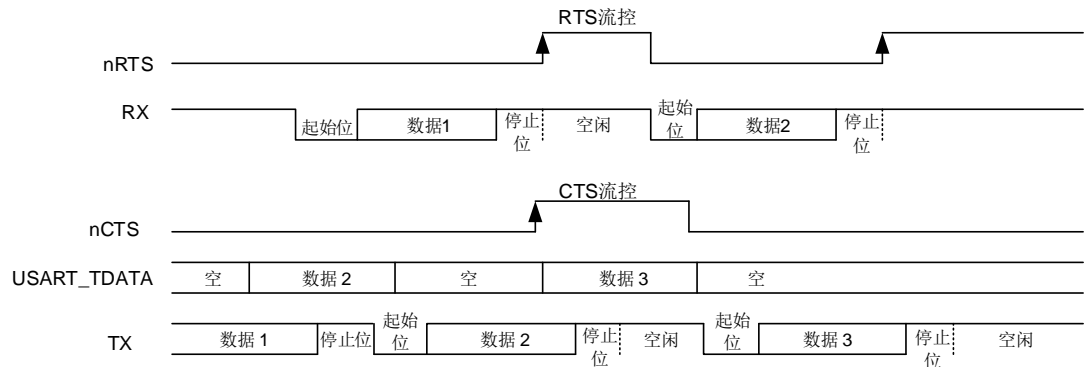 RTS流控
nRTS
RX
起始位
数据1
停止
位
空闲
起始
位
数据2
停止
位
CTS流控
nCTS
USART_TDATA
空
数据 2
空
数据 3
空
TX
数据 1
停止位
起始
位
数据 2
停止
位
空闲
起始
位
数据 3
停止
位
空闲